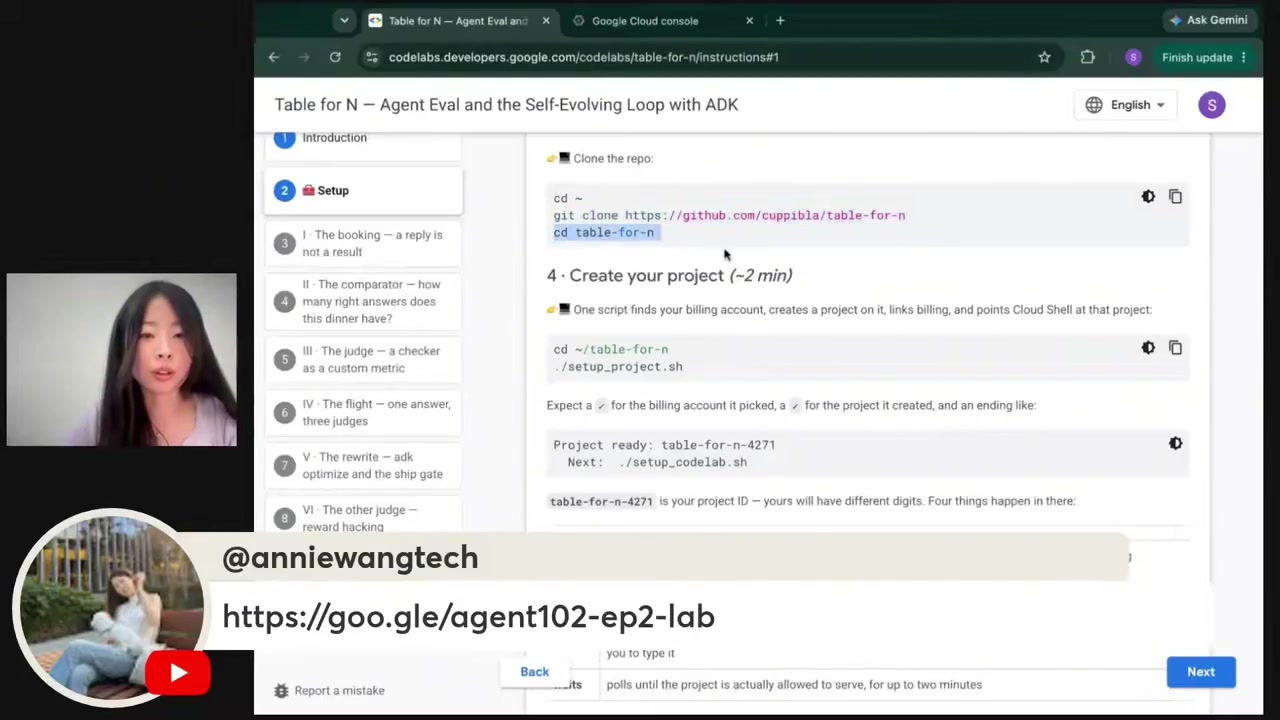 Table for N — Agent Eval and
Google Cloud console
Ask Gemini
codelabs.developers.google.com/codelabs/table-for-n/instructions#1
S
Finish update
Table for N — Agent Eval and the Self-Evolving Loop with ADK
English
S
1 Introduction
2 🧰 Setup
3 I · The booking — a reply is
not a result
4 II · The comparator — how
many right answers does
this dinner have?
5 III · The judge — a checker
as a custom metric
6 IV · The flight — one answer,
three judges
7 V · The rewrite — adk
optimize and the ship gate
8 VI · The other judge —
reward hacking
Report a mistake
👉💻 Clone the repo:
cd ~
git clone https://github.com/cuppibla/table-for-n
cd table-for-n
4 · Create your project (~2 min)
👉💻 One script finds your billing account, creates a project on it, links billing, and points Cloud Shell at that project:
cd ~/table-for-n
./setup_project.sh
Expect a ✓ for the billing account it picked, a ✓ for the project it created, and an ending like:
Project ready: table-for-n-4271
Next: ./setup_codelab.sh
table-for-n-4271 is your project ID — yours will have different digits. Four things happen in there:
@anniewangtech
https://goo.gle/agent102-ep2-lab
you to type it
polls until the project is actually allowed to serve, for up to two minutes
Back
Next